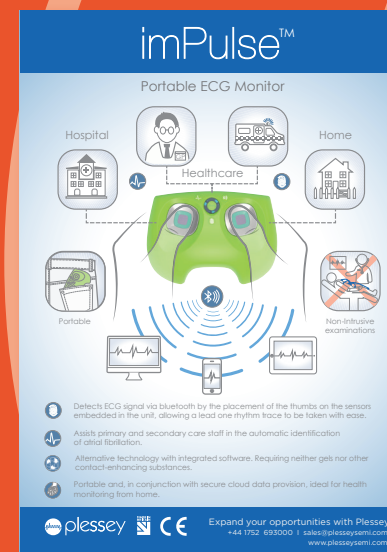 imPulse™
Portable ECG Monitor
Hospital
Home
Healthcare
Portable
Non-Intrusive
examinations
Detects ECG signal via bluetooth by the placement of the thumbs on the sensors
embedded in the unit, allowing a lead one rhythm trace to be taken with ease.
Assists primary and secondary care staff in the automatic identification
of atrial fibrillation.
Alternative technology with integrated software. Requiring neither gels nor other
contact-enhancing substances.
Portable and, in conjunction with secure cloud data provision, ideal for health
monitoring from home.
plessey
CE
Expand your opportunities with Plessey
+44 1752 693000 I sales@plesseysemi.com
www.plesseysemi.com